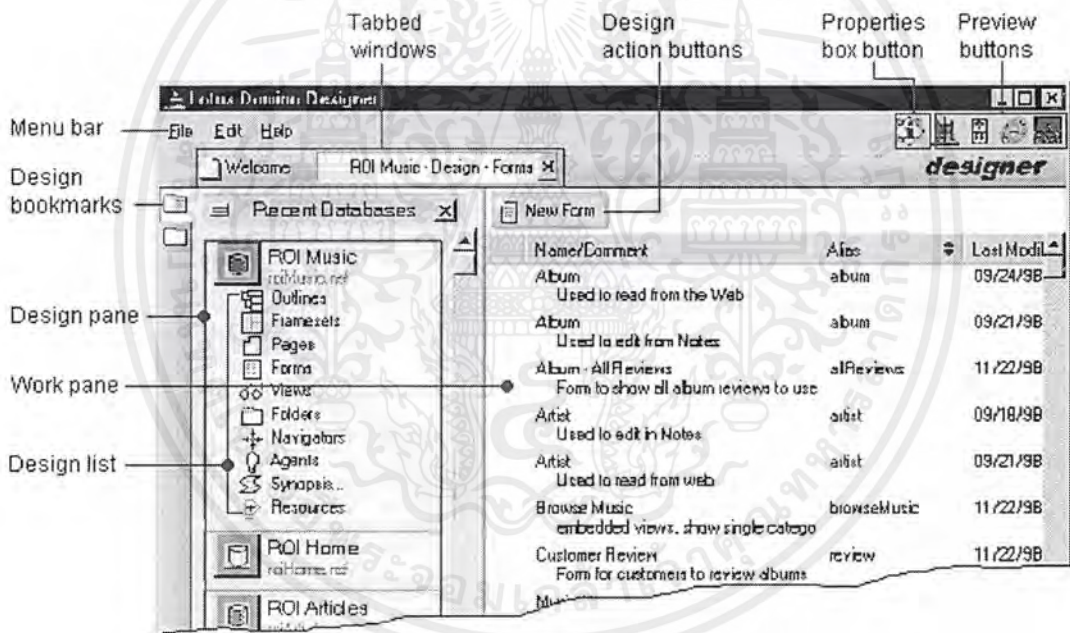 Tabbed windows
Design action buttons
Properties box button
Preview buttons
Lotus Domino Designer
Menu bar
File Edit Help
Welcome
ROI Music - Design - Forms
designer
Design bookmarks
Recent Databases
New Form
Name/Comment Alias Last Modif
ROI Music
roiMusic.nsf
Outlines
Framesets
Pages
Forms
Views
Folders
Navigators
Agents
Synopsis...
Resources
ROI Home
roiHome.nsf
ROI Articles
Design pane
Work pane
Design list
Album album 09/24/98
Used to read from the Web
Album album 09/21/98
Used to edit from Notes
Album - All Reviews allReviews 11/22/98
Form to show all album reviews to use
Artist artist 09/18/98
Used to edit in Notes
Artist artist 09/21/98
Used to read from web
Browse Music browseMusic 11/22/98
embedded views, show single catego
Customer Review review 11/22/98
Form for customers to review albums